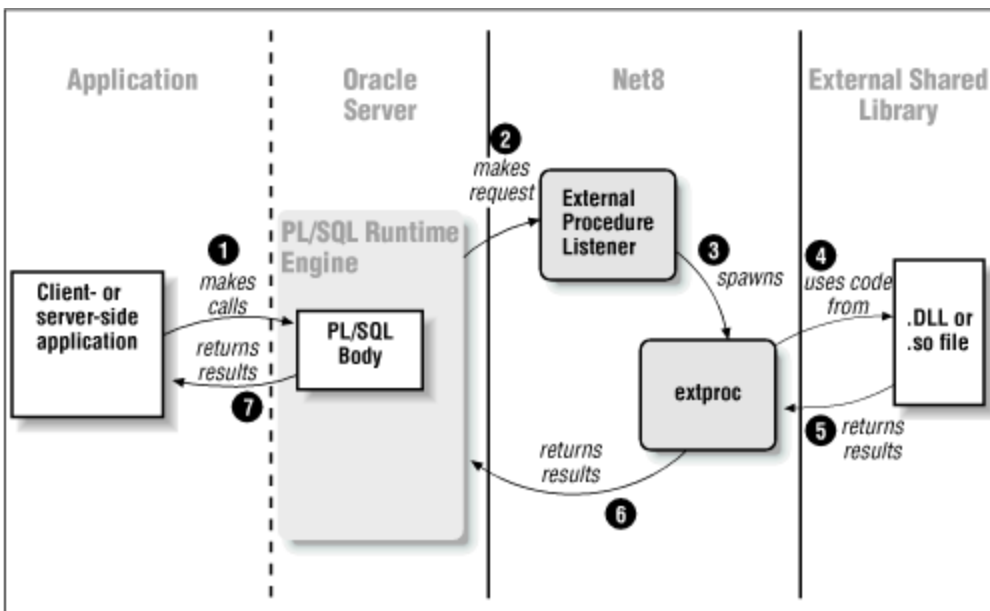 Application
Oracle
Server
Net8
External Shared
Library
2
makes
request
External
Procedure
Listener
PL/SQL Runtime
Engine
1
makes
calls
3
spawns
4
uses code
from
Client- or
server-side
application
PL/SQL
Body
.DLL or
.so file
returns
results
7
extproc
5
returns
results
returns
results
6